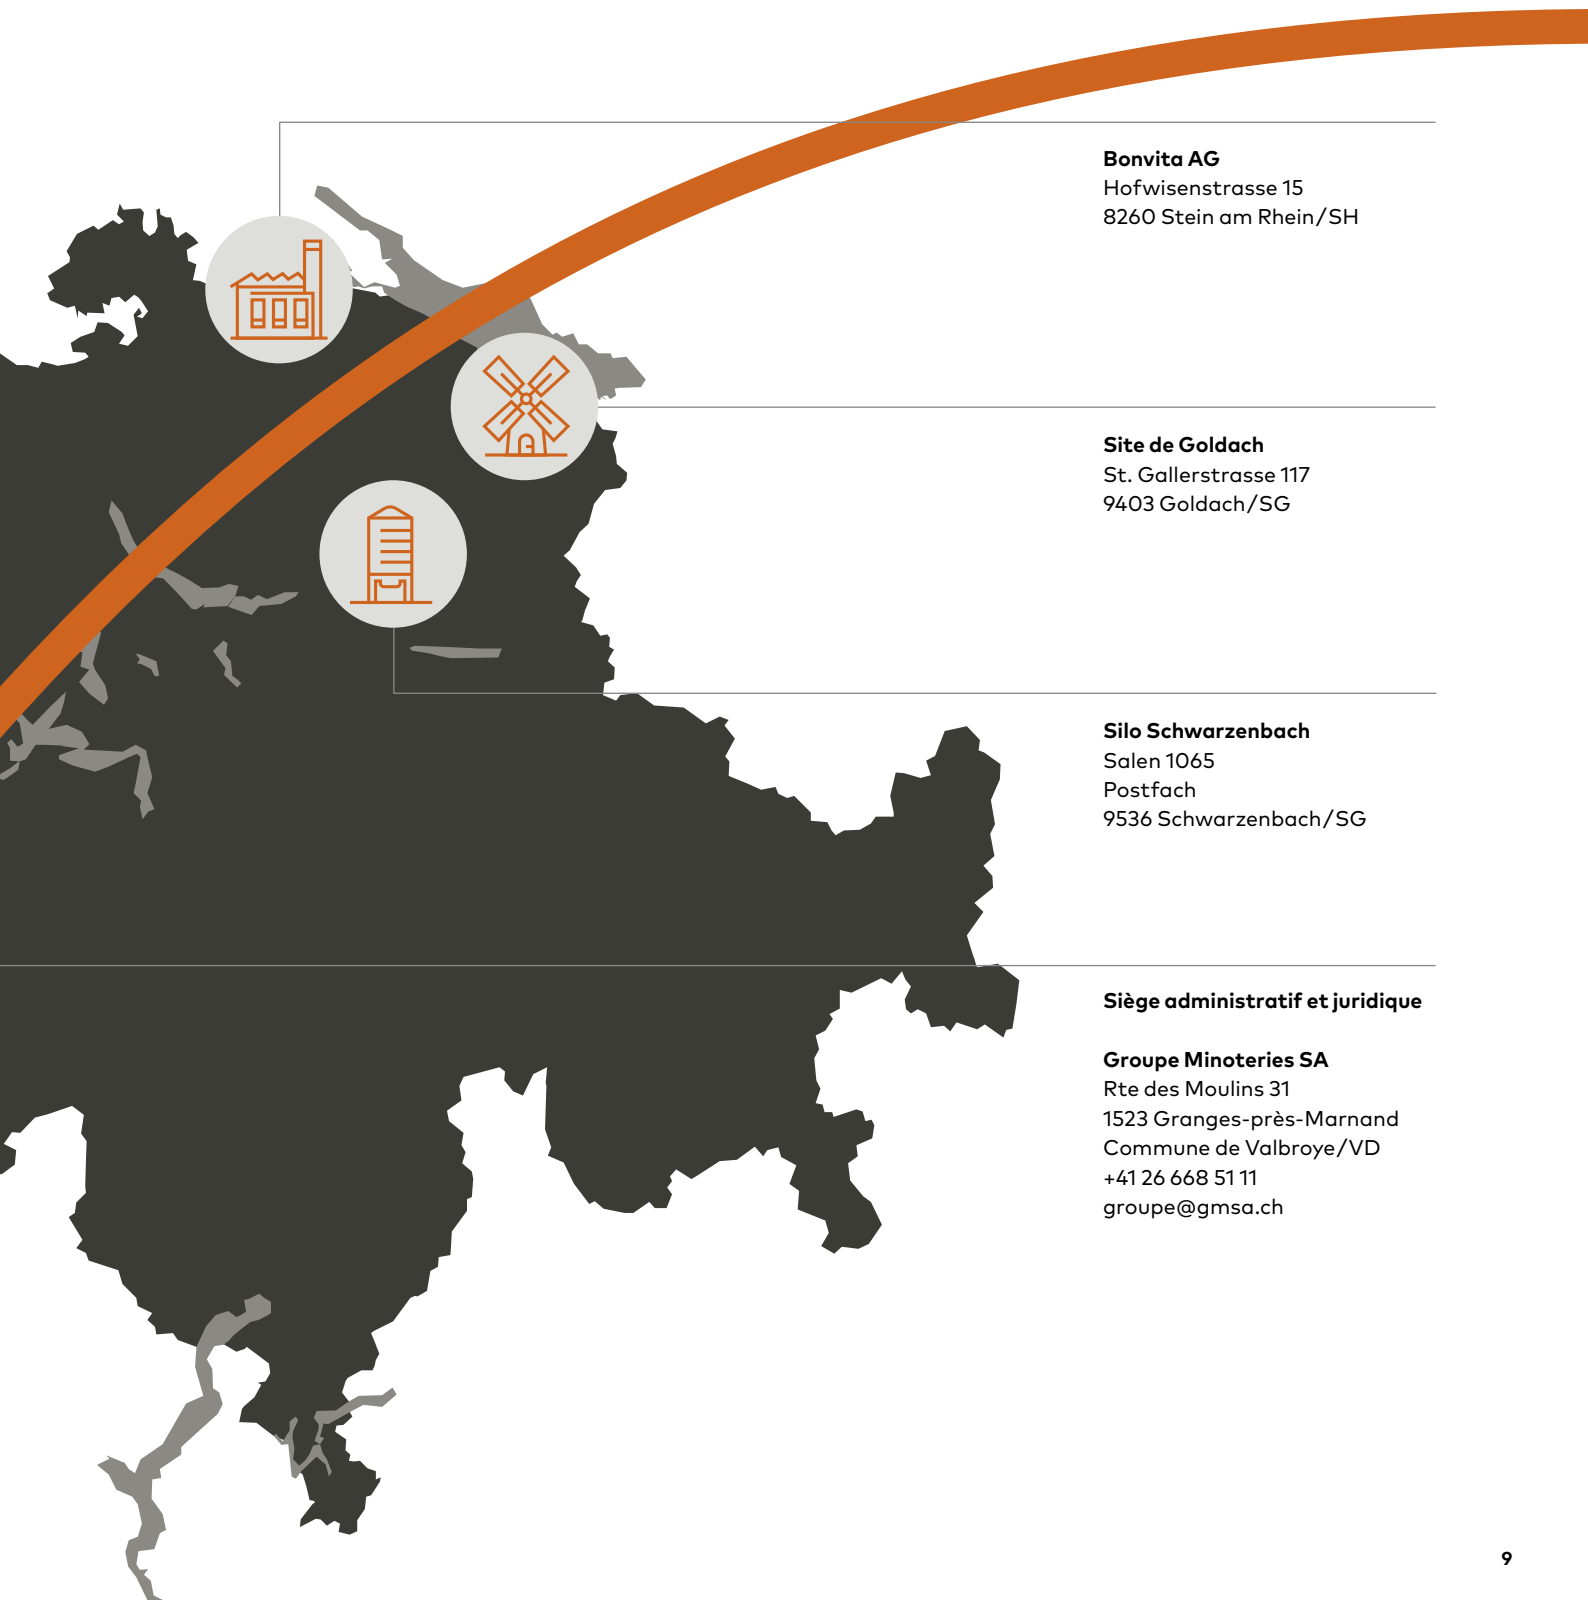 Bonvita AG
Hofwisenstrasse 15
8260 Stein am Rhein/SH
Site de Goldach
St. Gallerstrasse 117
9403 Goldach/SG
Silo Schwarzenbach
Salen 1065
Postfach
9536 Schwarzenbach/SG
Siège administratif et juridique
Groupe Minoteries SA
Rte des Moulins 31
1523 Granges-près-Marnand
Commune de Valbroye/VD
+41 26 668 51 11
groupe@gmsa.ch
9